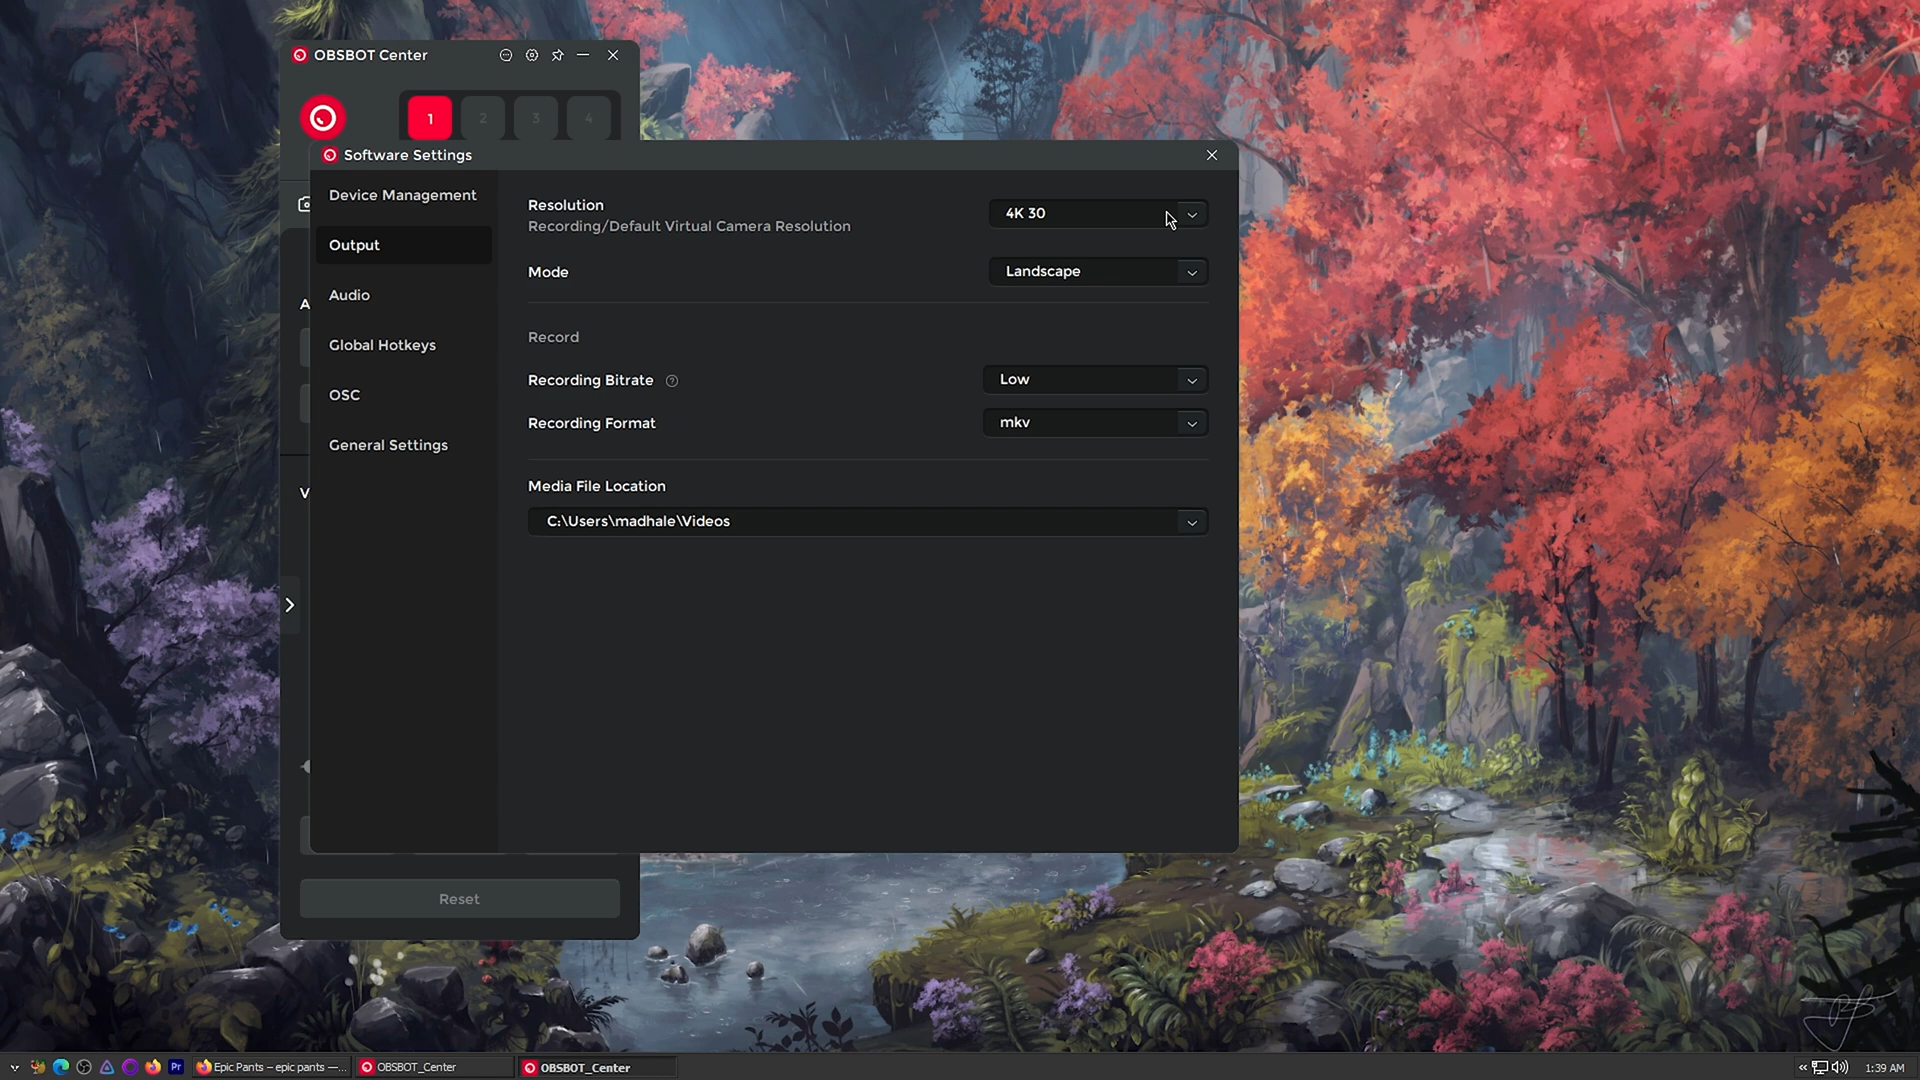 OBSBOT Center
1 2 3 4
Software Settings
Device Management
Output
Audio
Global Hotkeys
OSC
General Settings
Resolution
Recording/Default Virtual Camera Resolution
4K 30
Mode
Landscape
Record
Recording Bitrate ?
Low
Recording Format
mkv
Media File Location
C:\Users\madhale\Videos
A
V
Reset
Pr
Epic Pants – epic pants —...
OBSBOT_Center
OBSBOT_Center
1:39 AM